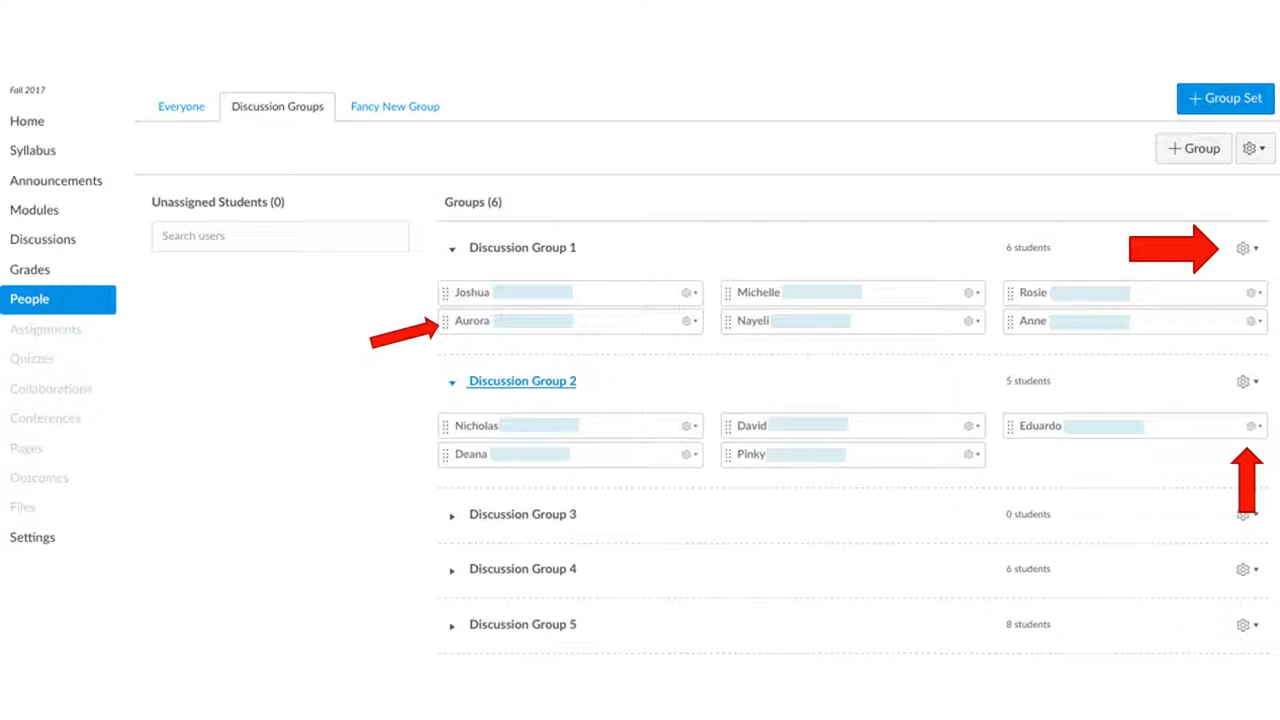 Fall 2017
Home
Syllabus
Announcements
Modules
Discussions
Grades
People
Assignments
Quizzes
Collaborations
Conferences
Pages
Outcomes
Files
Settings
Everyone
Discussion Groups
Fancy New Group
+ Group Set
+ Group
Unassigned Students (0)
Search users
Groups (6)
Discussion Group 1
6 students
Joshua
Michelle
Rosie
Aurora
Nayeli
Anne
Discussion Group 2
5 students
Nicholas
David
Eduardo
Deana
Pinky
Discussion Group 3
0 students
Discussion Group 4
6 students
Discussion Group 5
8 students